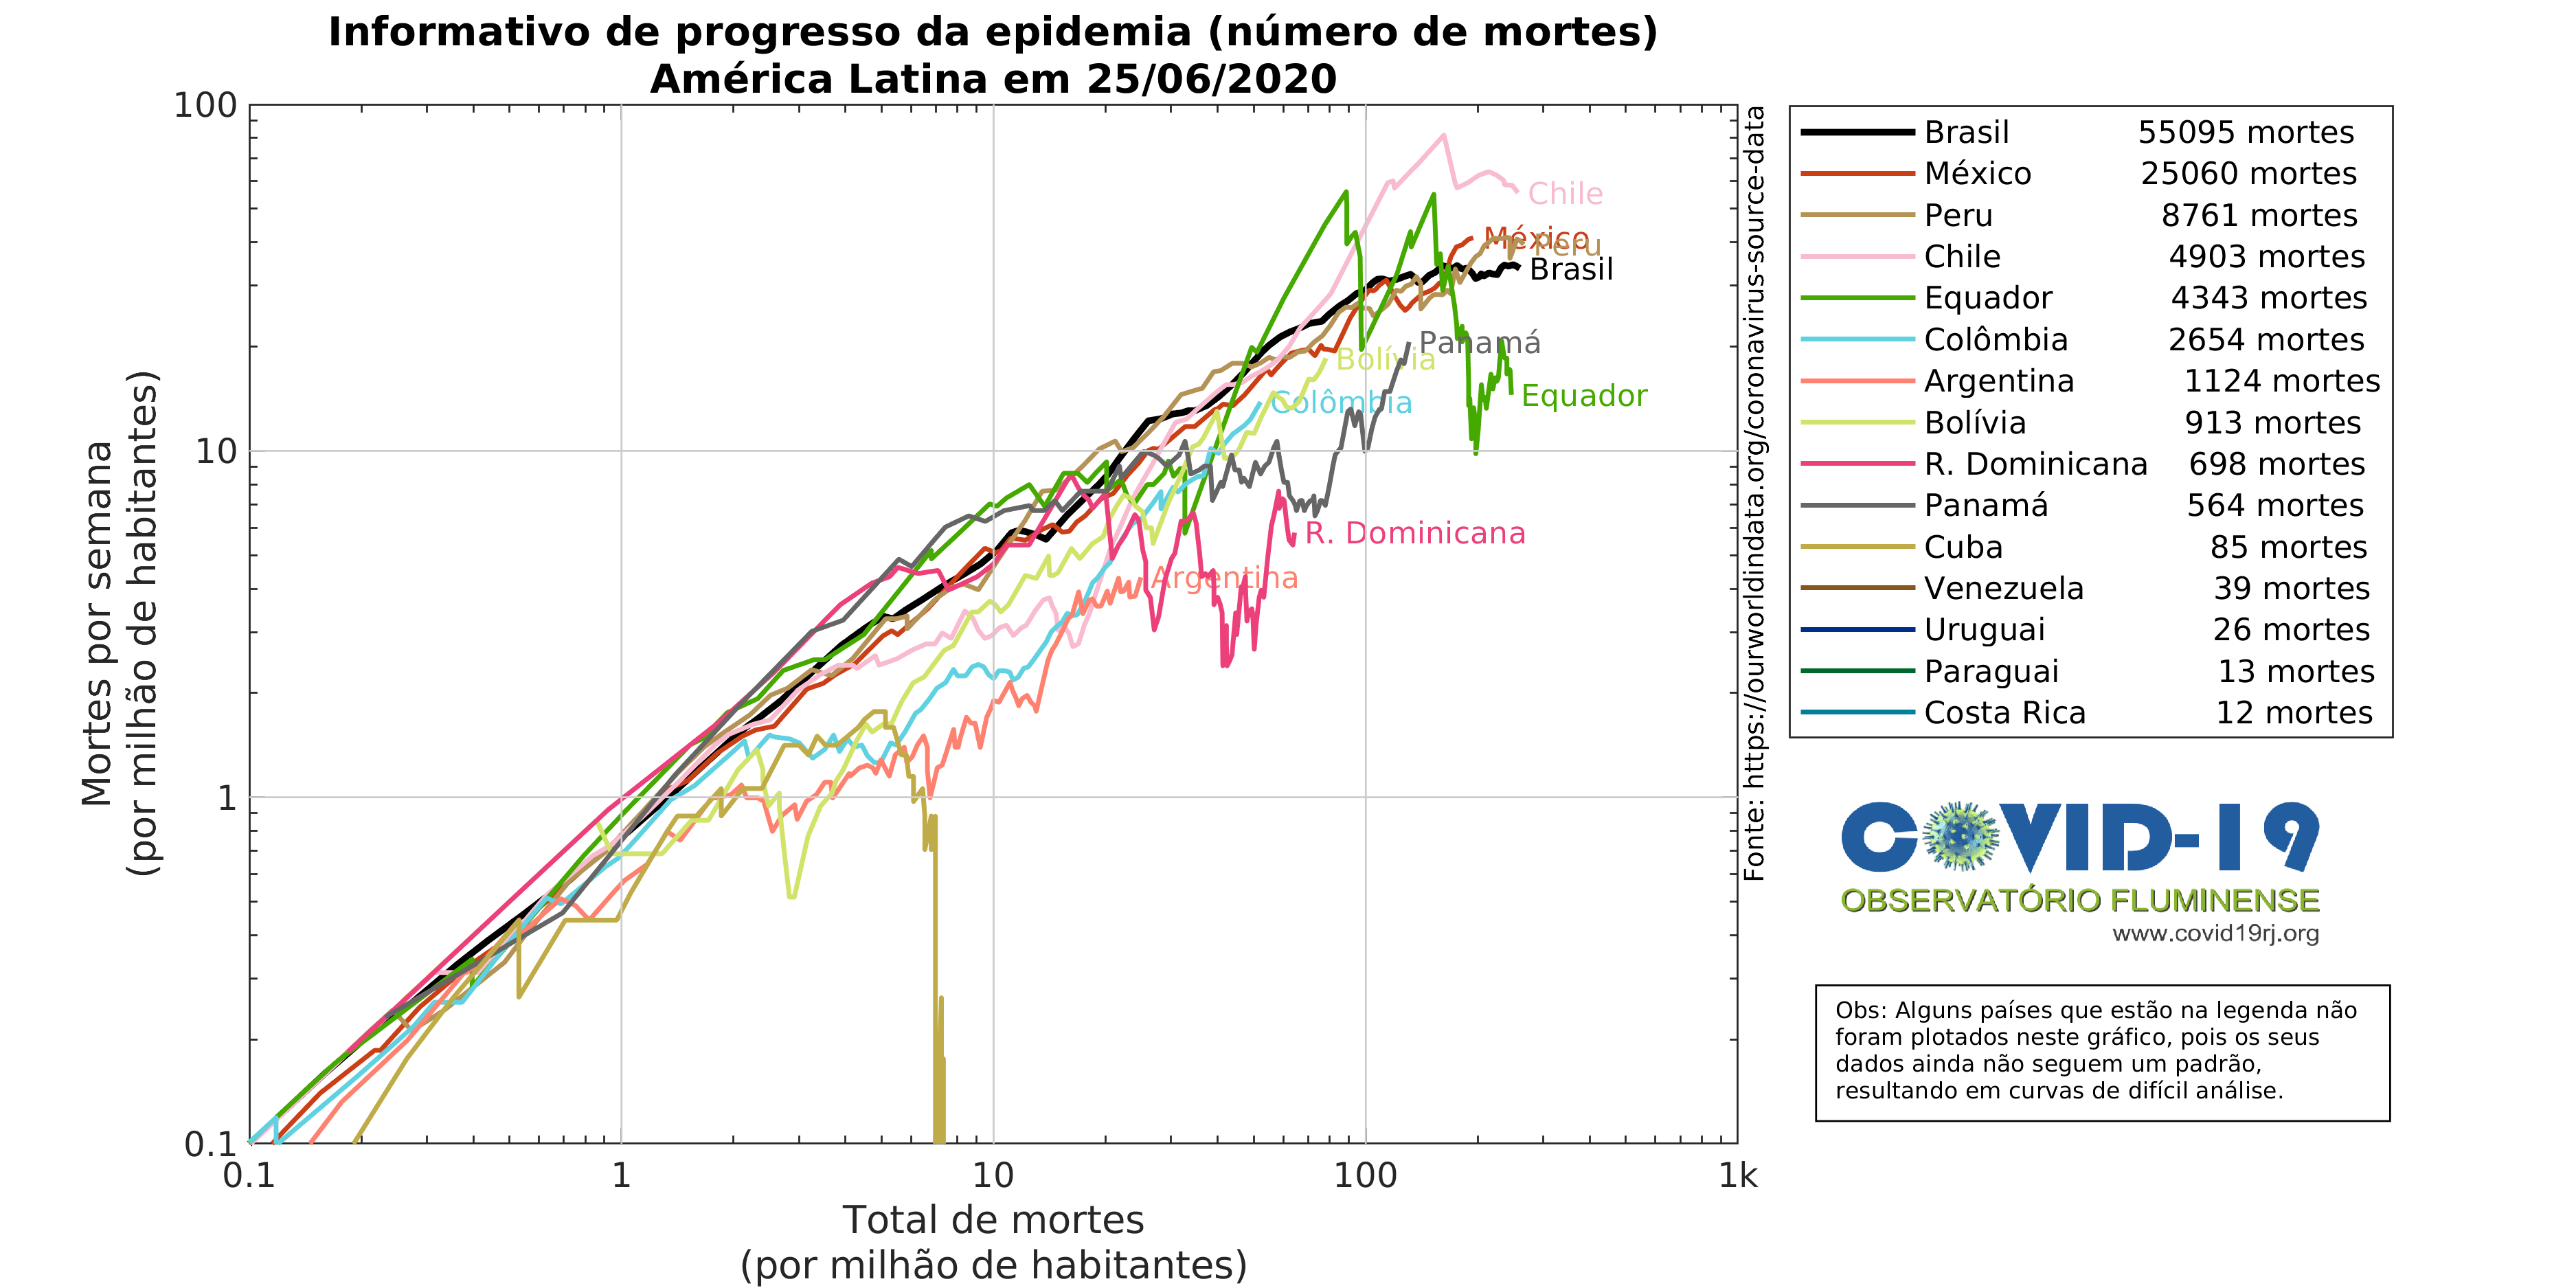 Informativo de progresso da epidemia (número de mortes)
América Latina em 25/06/2020
Mortes por semana
(por milhão de habitantes)
100
10
1
0.1
0.1
1
10
100
1k
Total de mortes
(por milhão de habitantes)
Chile
México
Peru
Brasil
Panamá
Bolívia
Equador
Colômbia
R. Dominicana
Argentina
Fonte: https://ourworldindata.org/coronavirus-source-data
Brasil 55095 mortes
México 25060 mortes
Peru 8761 mortes
Chile 4903 mortes
Equador 4343 mortes
Colômbia 2654 mortes
Argentina 1124 mortes
Bolívia 913 mortes
R. Dominicana 698 mortes
Panamá 564 mortes
Cuba 85 mortes
Venezuela 39 mortes
Uruguai 26 mortes
Paraguai 13 mortes
Costa Rica 12 mortes
COVID-19
OBSERVATÓRIO FLUMINENSE
www.covid19rj.org
Obs: Alguns países que estão na legenda não
foram plotados neste gráfico, pois os seus
dados ainda não seguem um padrão,
resultando em curvas de difícil análise.